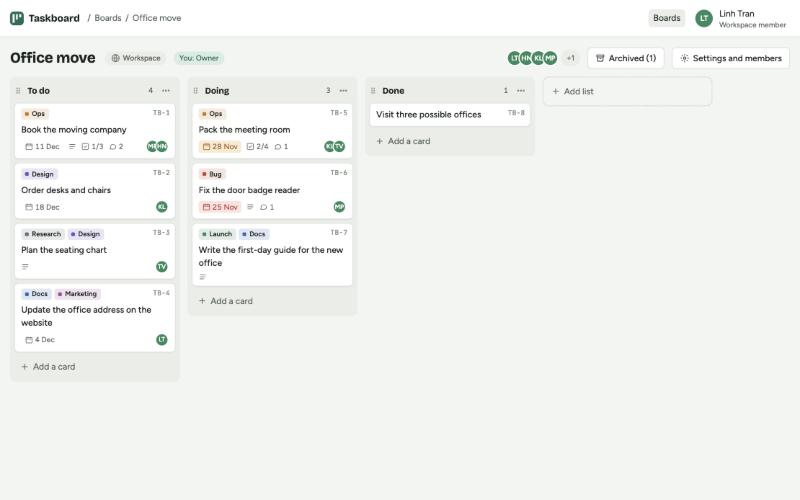 Taskboard / Boards / Office move
Boards
LT
Linh Tran
Workspace member
Office move
Workspace
You: Owner
LT HN KL MP +1
Archived (1)
Settings and members
To do 4
Ops TB-1
Book the moving company
11 Dec 1/3 2 HN
Design TB-2
Order desks and chairs
18 Dec KL
Research Design TB-3
Plan the seating chart
TV
Docs Marketing TB-4
Update the office address on the
website
4 Dec LT
+ Add a card
Doing 3
Ops TB-5
Pack the meeting room
28 Nov 2/4 1 TV
Bug TB-6
Fix the door badge reader
25 Nov 1 MP
Launch Docs TB-7
Write the first-day guide for the new
office
+ Add a card
Done 1
Visit three possible offices TB-8
+ Add a card
+ Add list